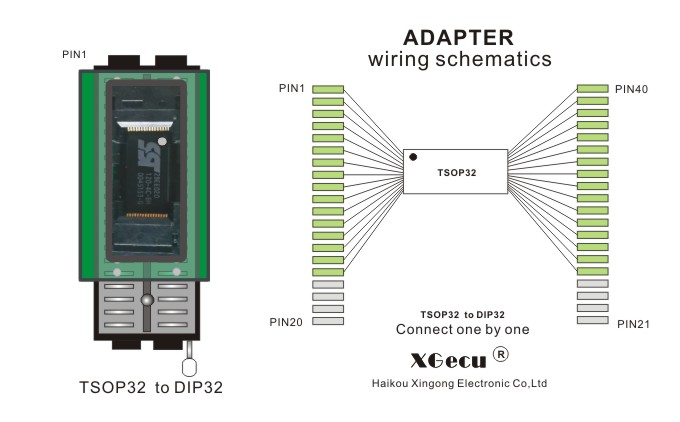 PIN1
ADAPTER
wiring schematics
PIN1
PIN40
TSOP32
PIN20
PIN21
TSOP32 to DIP32
Connect one by one
XGecu ®
Haikou Xingong Electronic Co,Ltd
TSOP32 to DIP32
SST